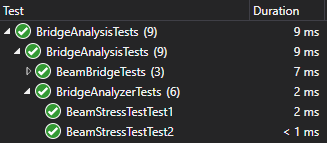 Test Duration
BridgeAnalysisTests (9) 9 ms
BridgeAnalysisTests (9) 9 ms
BeamBridgeTests (3) 7 ms
BridgeAnalyzerTests (6) 2 ms
BeamStressTestTest1 2 ms
BeamStressTestTest2 < 1 ms